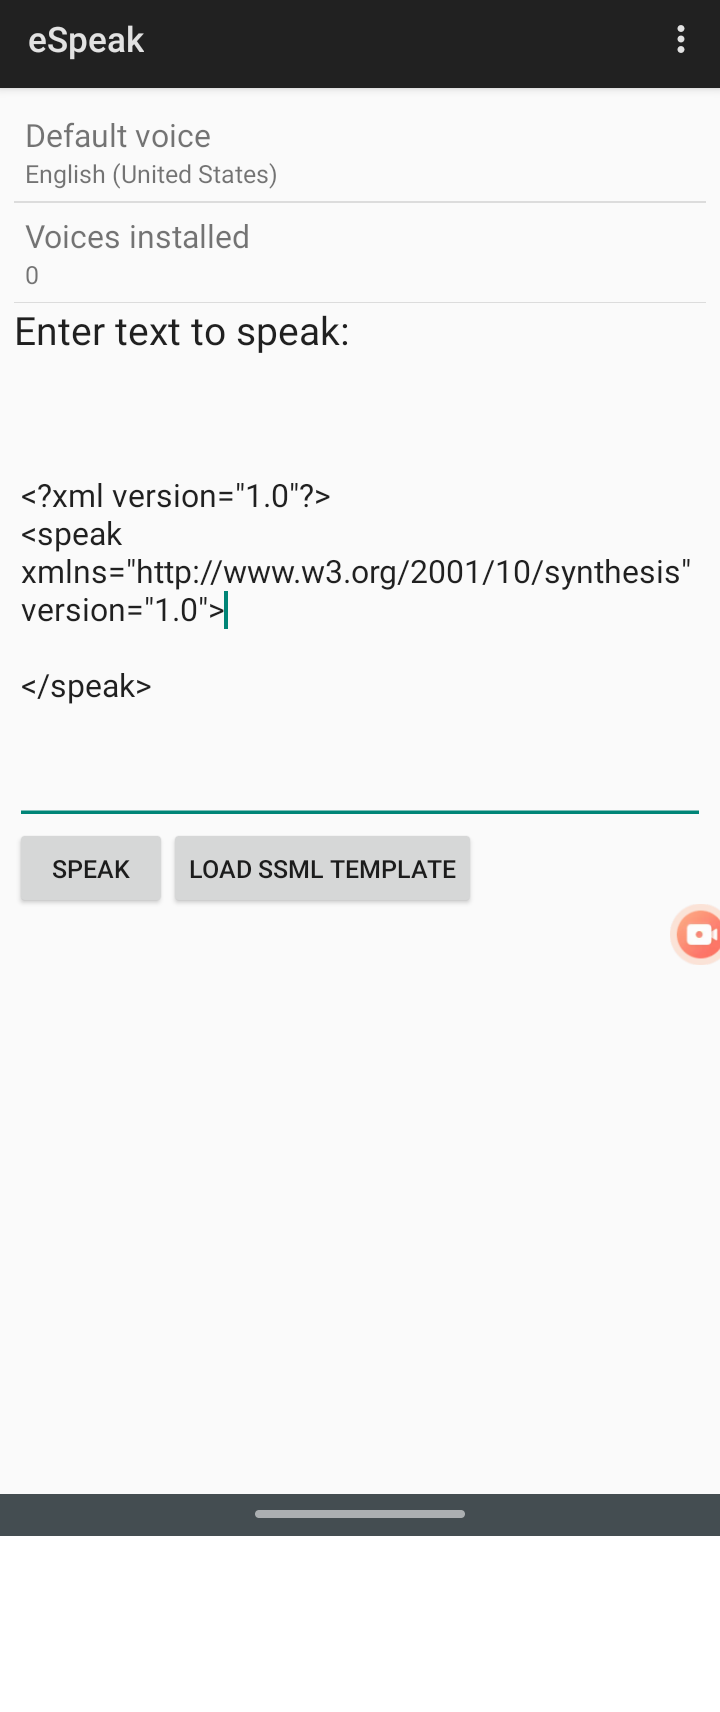 eSpeak
Default voice
English (United States)
Voices installed
0
Enter text to speak:
<?xml version="1.0"?>
<speak
xmlns="http://www.w3.org/2001/10/synthesis"
version="1.0">
</speak>
SPEAK
LOAD SSML TEMPLATE